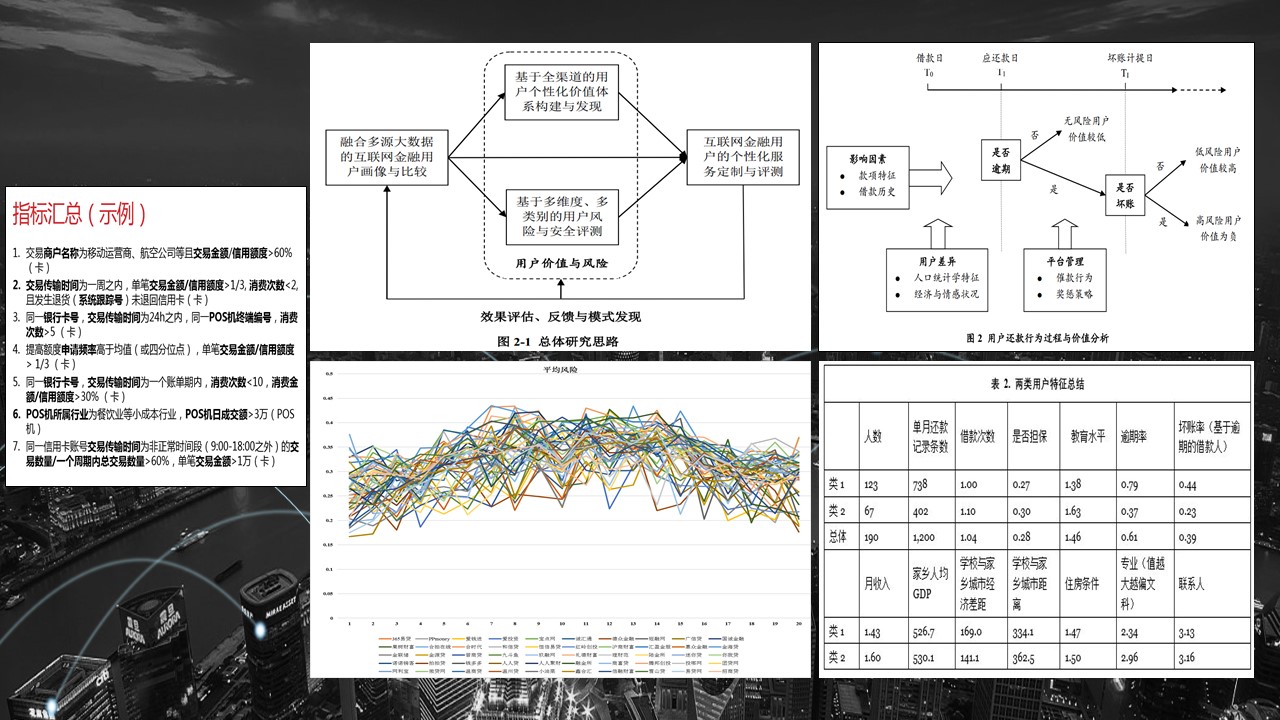 指标汇总（示例）
1. 交易商户名称为移动运营商、航空公司等且交易金额/信用额度>60%
（卡）
2. 交易传输时间为一周之内，单笔交易金额/信用额度>1/3, 消费次数<2,
且发生退货（系统跟踪号）未退回信用卡（卡）
3. 同一银行卡号，交易传输时间为24h之内，同一POS机终端编号，消费
次数>5（卡）
4. 提高额度申请频率高于均值（或四分位点），单笔交易金额/信用额度
> 1/3（卡）
5. 同一银行卡号，交易传输时间为一个账单期内，消费次数<10，消费金
额/信用额度>30%（卡）
6. POS机所属行业为餐饮业等小成本行业，POS机日成交额>3万（POS
机）
7. 同一信用卡账号交易传输时间为非正常时间段（9:00-18:00之外）的交
易数量/一个周期内总交易数量>60%，单笔交易金额>1万（卡）
基于全渠道的用
户个性化价值体
系构建与发现
融合多源大数据
的互联网金融用
户画像与比较
互联网金融用
户的个性化服
务定制与评测
基于多维度、多
类别的用户风
险与安全评测
用户价值与风险
效果评估、反馈与模式发现
图 2-1 总体研究思路
借款日 应还款日 坏账计提日
T₀ T₁
影响因素
● 款项特征
● 借款历史
是否
逾期
否
无风险用户
价值较低
是
是否
坏账
否
低风险用户
价值较高
是
高风险用户
价值为负
用户差异
● 人口统计学特征
● 经济与情感状况
平台管理
● 催款行为
● 奖惩策略
图 2 用户还款行为过程与价值分析
平均风险
0.5
0.45
0.4
0.35
0.3
0.25
0.2
0.15
0.1
0.05
0
1 2 3 4 5 6 7 8 9 10 11 12 13 14 15 16 17 18 19 20
表 2. 两类用户特征总结
人数 单月还款记录条数 借款次数 是否担保 教育水平 逾期率 坏账率（基于逾期的借款人）
类 1 123 738 1.00 0.27 1.38 0.79 0.44
类 2 67 402 1.10 0.30 1.63 0.37 0.23
总体 190 1,200 1.04 0.28 1.46 0.61 0.39
月收入 家乡人均GDP 学校与家乡城市经济差距 学校与家乡城市距离 住房条件 专业（值越大越偏文科） 联系人
类 1 1.43 526.7 169.0 334.1 1.47 2.34 3.13
类 2 1.60 530.1 141.1 362.5 1.50 2.96 3.16
AURORA
MIRAE ASSET